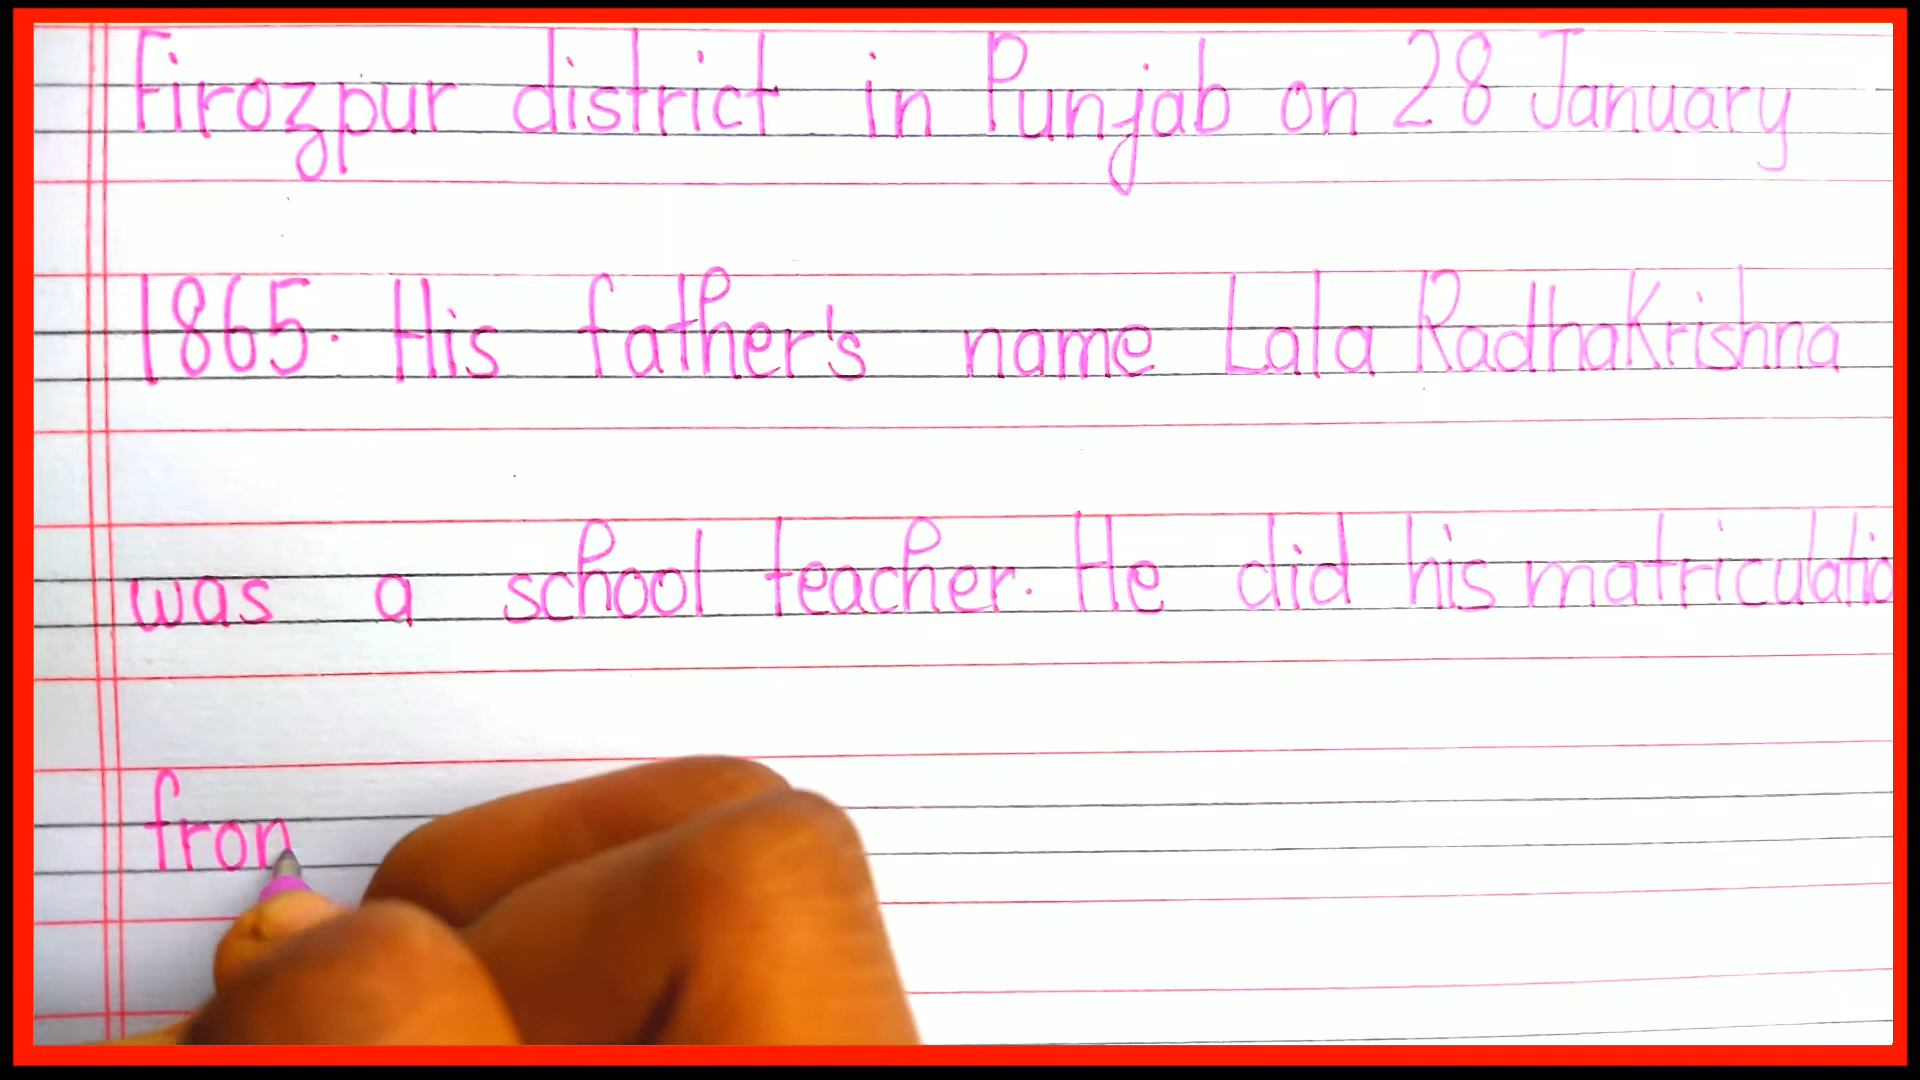 Firozpur district in Punjab on 28 January
1865. His father's name Lala RadhaKrishna
was a school teacher. He did his matriculatio
fron